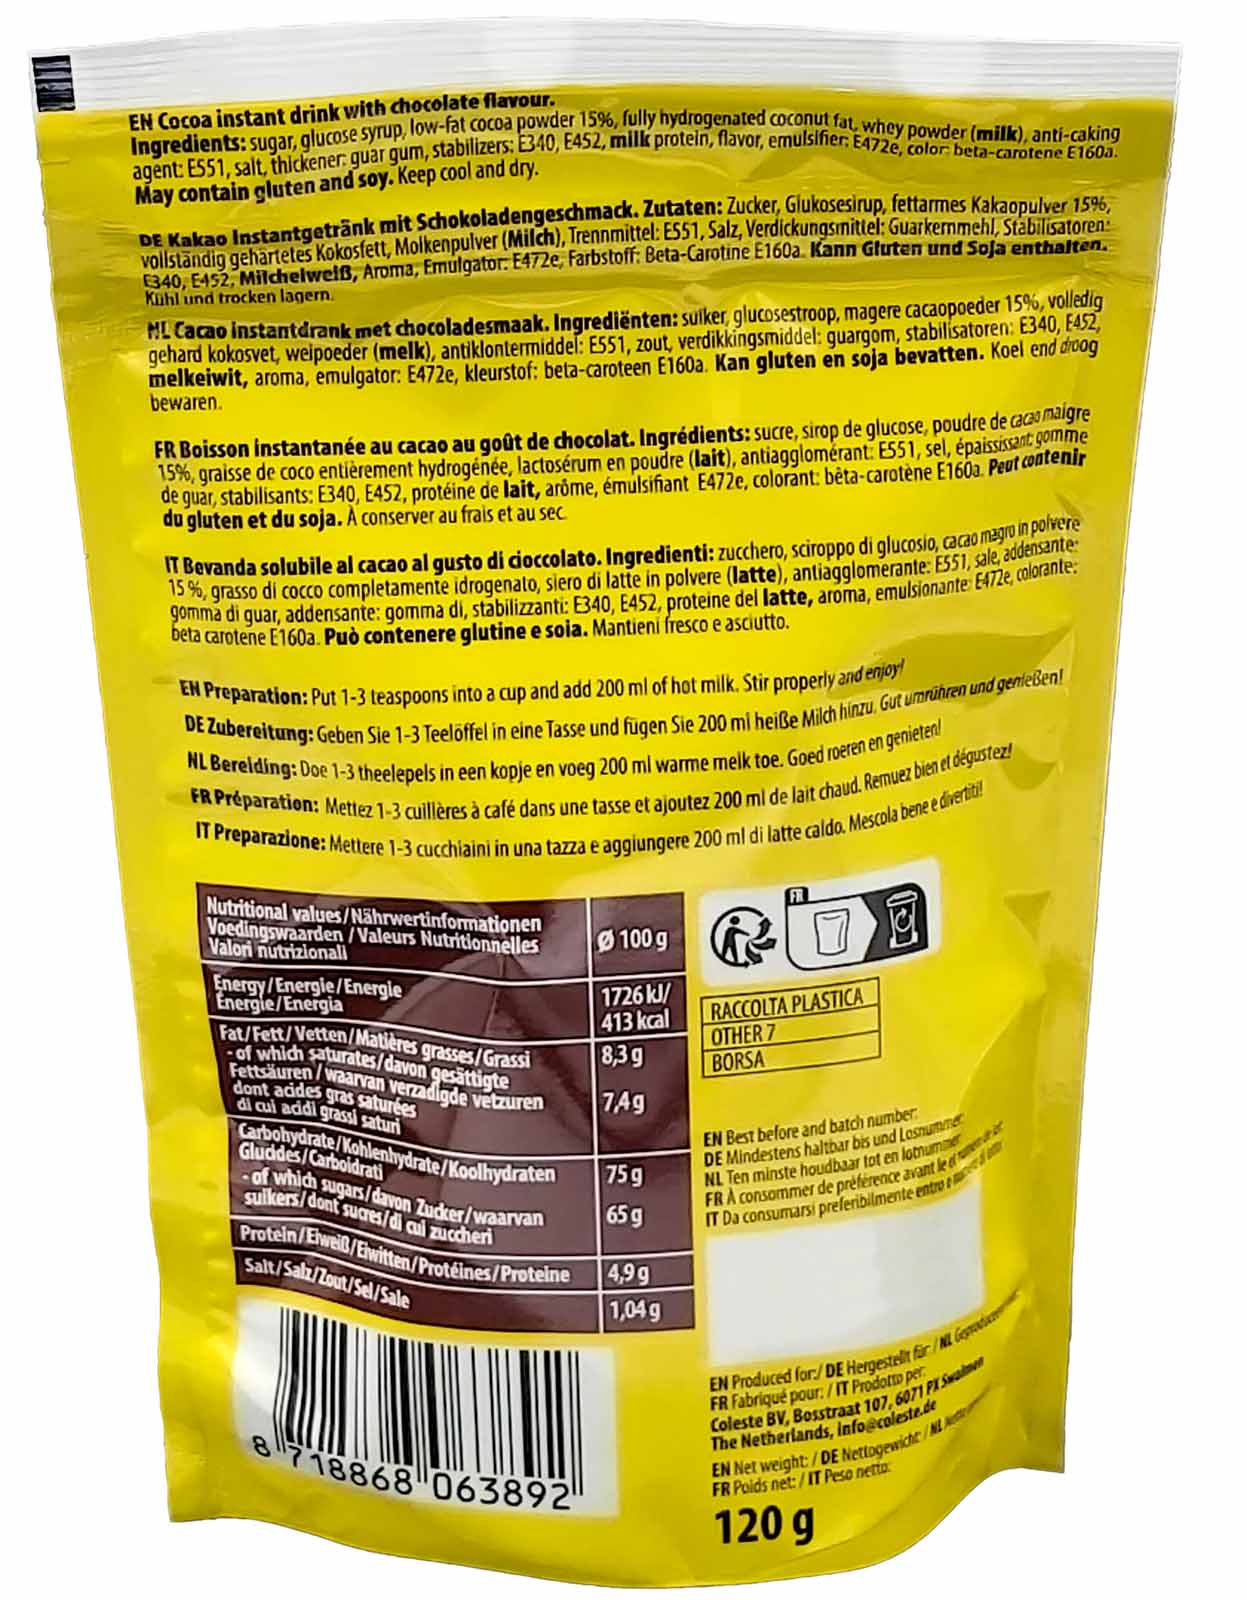 EN Cocoa instant drink with chocolate flavour.
Ingredients: sugar, glucose syrup, low-fat cocoa powder 15%, fully hydrogenated coconut fat, whey powder (milk), anti-caking
agent: E551, salt, thickener: guar gum, stabilizers: E340, E452, milk protein, flavor, emulsifier: E472e, color: beta-carotene E160a.
May contain gluten and soy. Keep cool and dry.
DE Kakao Instantgetränk mit Schokoladengeschmack. Zutaten: Zucker, Glukosesirup, fettarmes Kakaopulver 15%,
vollständig gehärtetes Kokosfett, Molkenpulver (Milch), Trennmittel: E551, Salz, Verdickungsmittel: Guarkernmehl, Stabilisatoren:
E340, E452, Milcheiweiß, Aroma, Emulgator: E472e, Farbstoff: Beta-Carotine E160a. Kann Gluten und Soja enthalten.
Kühl und trocken lagern.
NL Cacao instantdrank met chocoladesmaak. Ingrediënten: suiker, glucosestroop, magere cacaopoeder 15%, volledig
gehard kokosvet, weipoeder (melk), antiklontermiddel: E551, zout, verdikkingsmiddel: guargom, stabilisatoren: E340, E452,
melkeiwit, aroma, emulgator: E472e, kleurstof: beta-caroteen E160a. Kan gluten en soja bevatten. Koel end droog
bewaren.
FR Boisson instantanée au cacao au goût de chocolat. Ingrédients: sucre, sirop de glucose, poudre de cacao maigre
15%, graisse de coco entièrement hydrogénée, lactosérum en poudre (lait), antiagglomérant: E551, sel, épaississant: gomme
de guar, stabilisants: E340, E452, protéine de lait, arôme, émulsifiant E472e, colorant: bêta-carotène E160a. Peut contenir
du gluten et du soja. À conserver au frais et au sec.
IT Bevanda solubile al cacao al gusto di cioccolato. Ingredienti: zucchero, sciroppo di glucosio, cacao magro in polvere
15%, grasso di cocco completamente idrogenato, siero di latte in polvere (latte), antiagglomerante: E551, sale, addensante:
gomma di guar, addensante: gomma di, stabilizzanti: E340, E452, proteine del latte, aroma, emulsionante: E472e, colorante:
beta carotene E160a. Può contenere glutine e soia. Mantieni fresco e asciutto.
EN Preparation: Put 1-3 teaspoons into a cup and add 200 ml of hot milk. Stir properly and enjoy!
DE Zubereitung: Geben Sie 1-3 Teelöffel in eine Tasse und fügen Sie 200 ml heiße Milch hinzu. Gut umrühren und genießen!
NL Bereiding: Doe 1-3 theelepels in een kopje en voeg 200 ml warme melk toe. Goed roeren en genieten!
FR Préparation: Mettez 1-3 cuillères à café dans une tasse et ajoutez 200 ml de lait chaud. Remuez bien et dégustez!
IT Preparazione: Mettere 1-3 cucchiaini in una tazza e aggiungere 200 ml di latte caldo. Mescola bene e divertiti!
Nutritional values/Nährwertinformationen
Voedingswaarden/Valeurs Nutritionnelles
Valori nutrizionali
Ø 100 g
Energy/Energie/Energie
Énergie/Energia
1726 kJ/
413 kcal
Fat/Fett/Vetten/Matières grasses/Grassi
8,3 g
- of which saturates/davon gesättigte
Fettsäuren/waarvan verzadigde vetzuren
dont acides gras saturées
di cui acidi grassi saturi
7,4 g
Carbohydrate/Kohlenhydrate/Koolhydraten
Glucides/Carboidrati
75 g
- of which sugars/davon Zucker/waarvan
suikers/dont sucres/di cui zuccheri
65 g
Protein/Eiweiß/Eiwitten/Protéines/Proteine
4,9 g
Salt/Salz/Zout/Sel/Sale
1,04 g
FR
RACCOLTA PLASTICA
OTHER 7
BORSA
EN Best before and batch number:
DE Mindestens haltbar bis und Losnummer
NL Ten minste houdbaar tot en lotnummer
FR À consommer de préférence avant le et
IT Da consumarsi preferibilmente entro e
EN Produced for:/ DE Hergestellt für: / NL
FR Fabriqué pour: / IT Prodotto per:
Coleste BV, Bosstraat 107, 6071 PX Swalmen
The Netherlands, info@coleste.de
EN Net weight: / DE Nettogewicht: / NL
FR Poids net: / IT Peso netto:
120 g
8 718868 063892